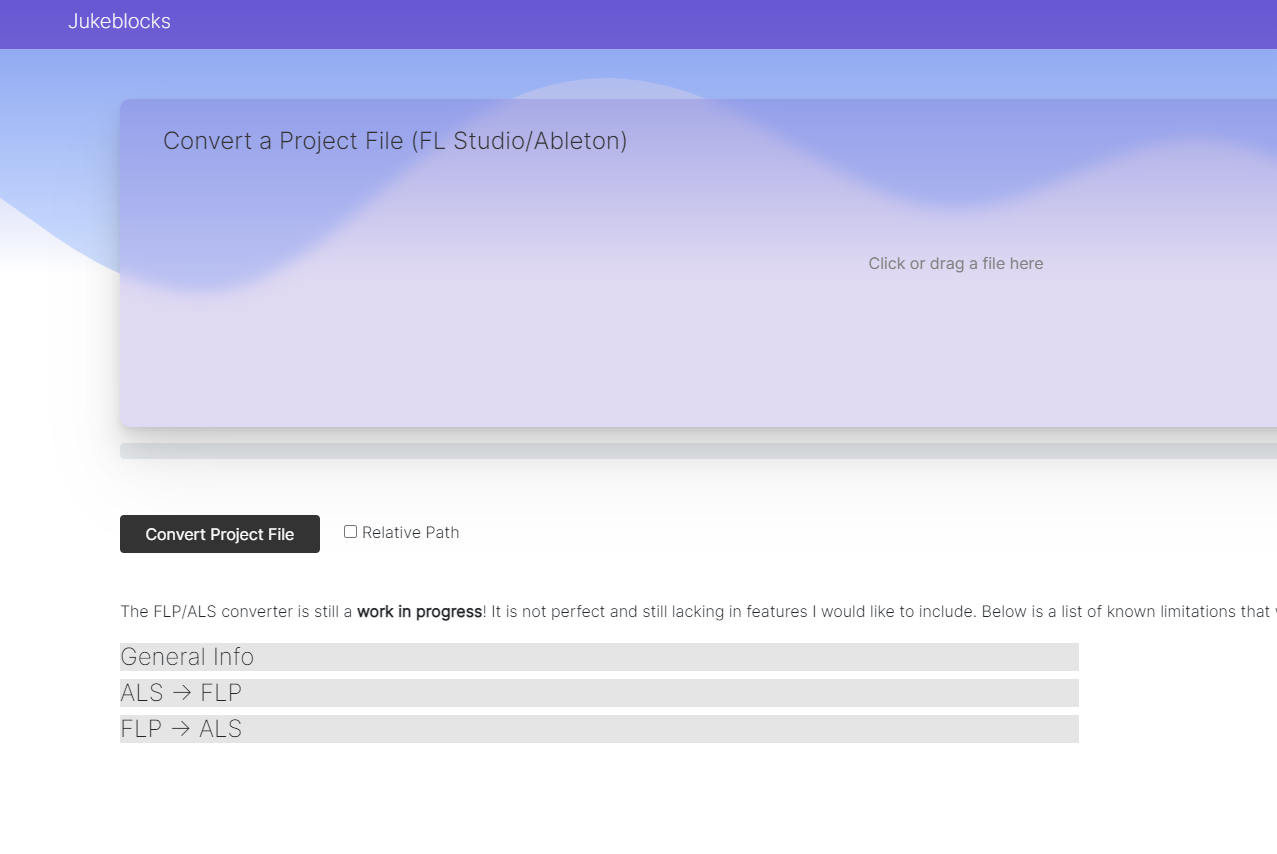 Jukeblocks
Convert a Project File (FL Studio/Ableton)
Click or drag a file here
Convert Project File
Relative Path
The FLP/ALS converter is still a work in progress! It is not perfect and still lacking in features I would like to include. Below is a list of known limitations that
General Info
ALS → FLP
FLP → ALS